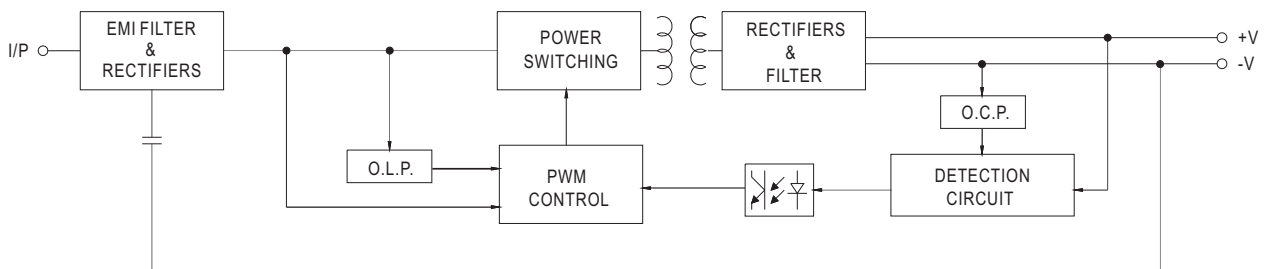 I/P
EMI FILTER
&
RECTIFIERS
POWER
SWITCHING
RECTIFIERS
&
FILTER
+V
-V
O.C.P.
O.L.P.
PWM
CONTROL
DETECTION
CIRCUIT